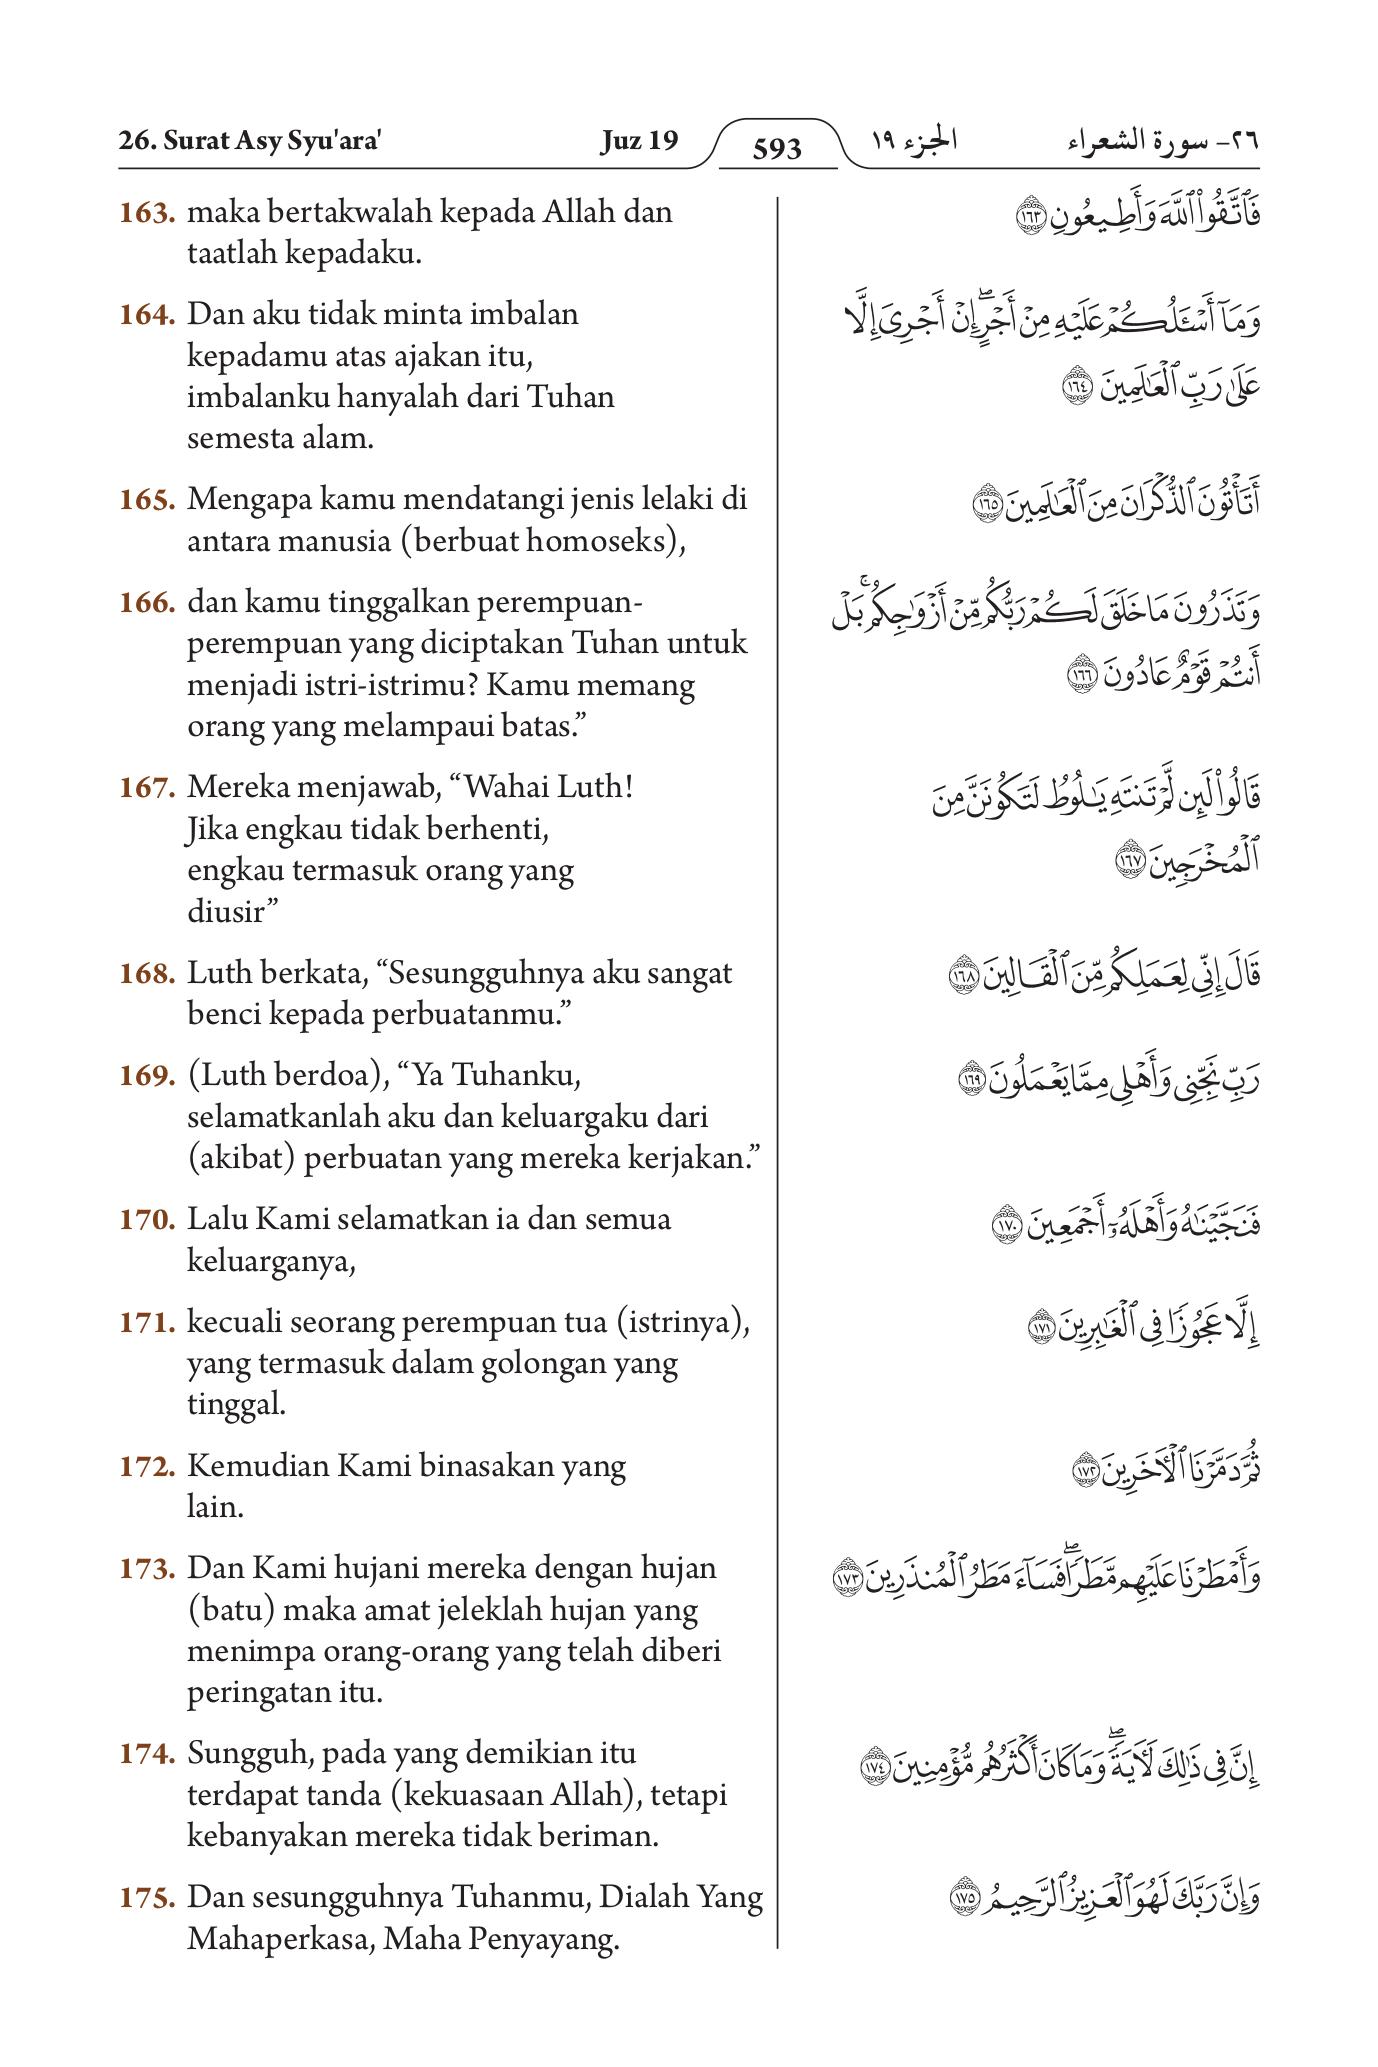 26. Surat Asy Syu'ara'
Juz 19
593
الجزء ١٩
٢٦- سورة الشعراء
163. maka bertakwalah kepada Allah dan
taatlah kepadaku.
164. Dan aku tidak minta imbalan
kepadamu atas ajakan itu,
imbalanku hanyalah dari Tuhan
semesta alam.
165. Mengapa kamu mendatangi jenis lelaki di
antara manusia (berbuat homoseks),
166. dan kamu tinggalkan perempuan-
perempuan yang diciptakan Tuhan untuk
menjadi istri-istrimu? Kamu memang
orang yang melampaui batas.”
167. Mereka menjawab, “Wahai Luth!
Jika engkau tidak berhenti,
engkau termasuk orang yang
diusir”
168. Luth berkata, “Sesungguhnya aku sangat
benci kepada perbuatanmu.”
169. (Luth berdoa), “Ya Tuhanku,
selamatkanlah aku dan keluargaku dari
(akibat) perbuatan yang mereka kerjakan.”
170. Lalu Kami selamatkan ia dan semua
keluarganya,
171. kecuali seorang perempuan tua (istrinya),
yang termasuk dalam golongan yang
tinggal.
172. Kemudian Kami binasakan yang
lain.
173. Dan Kami hujani mereka dengan hujan
(batu) maka amat jeleklah hujan yang
menimpa orang-orang yang telah diberi
peringatan itu.
174. Sungguh, pada yang demikian itu
terdapat tanda (kekuasaan Allah), tetapi
kebanyakan mereka tidak beriman.
175. Dan sesungguhnya Tuhanmu, Dialah Yang
Mahaperkasa, Maha Penyayang.
فَٱتَّقُوا۟ ٱللَّهَ وَأَطِيعُونِ ١٦٣
وَمَآ أَسْـَٔلُكُمْ عَلَيْهِ مِنْ أَجْرٍ ۖ إِنْ أَجْرِىَ إِلَّا
عَلَىٰ رَبِّ ٱلْعَـٰلَمِينَ ١٦٤
أَتَأْتُونَ ٱلذُّكْرَانَ مِنَ ٱلْعَـٰلَمِينَ ١٦٥
وَتَذَرُونَ مَا خَلَقَ لَكُمْ رَبُّكُم مِّنْ أَزْوَٰجِكُم ۚ بَلْ
أَنتُمْ قَوْمٌ عَادُونَ ١٦٦
قَالُوا۟ لَئِن لَّمْ تَنتَهِ يَـٰلُوطُ لَتَكُونَنَّ مِنَ
ٱلْمُخْرَجِينَ ١٦٧
قَالَ إِنِّى لِعَمَلِكُم مِّنَ ٱلْقَالِينَ ١٦٨
رَبِّ نَجِّنِى وَأَهْلِى مِمَّا يَعْمَلُونَ ١٦٩
فَنَجَّيْنَـٰهُ وَأَهْلَهُۥٓ أَجْمَعِينَ ١٧٠
إِلَّا عَجُوزًا فِى ٱلْغَـٰبِرِينَ ١٧١
ثُمَّ دَمَّرْنَا ٱلْـَٔاخَرِينَ ١٧٢
وَأَمْطَرْنَا عَلَيْهِم مَّطَرًا ۖ فَسَآءَ مَطَرُ ٱلْمُنذَرِينَ ١٧٣
إِنَّ فِى ذَٰلِكَ لَـَٔايَةً ۖ وَمَا كَانَ أَكْثَرُهُم مُّؤْمِنِينَ ١٧٤
وَإِنَّ رَبَّكَ لَهُوَ ٱلْعَزِيزُ ٱلرَّحِيمُ ١٧٥